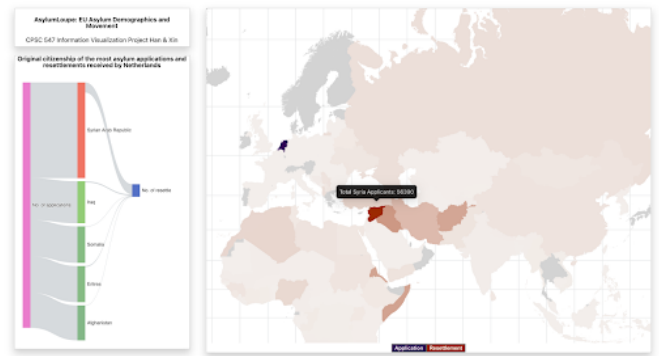 AsylumLoupe: EU Asylum Demographics and
Movement
CPSC 547 Information Visualization Project Han & Xin
Original citizenship of the most asylum applications and
resettlements received by Netherlands
Syrian Arab Republic
No. of applications
No. of resettle
Iraq
Somalia
Eritrea
Afghanistan
Total Syria Applicants: 56390
Application
Resettlement